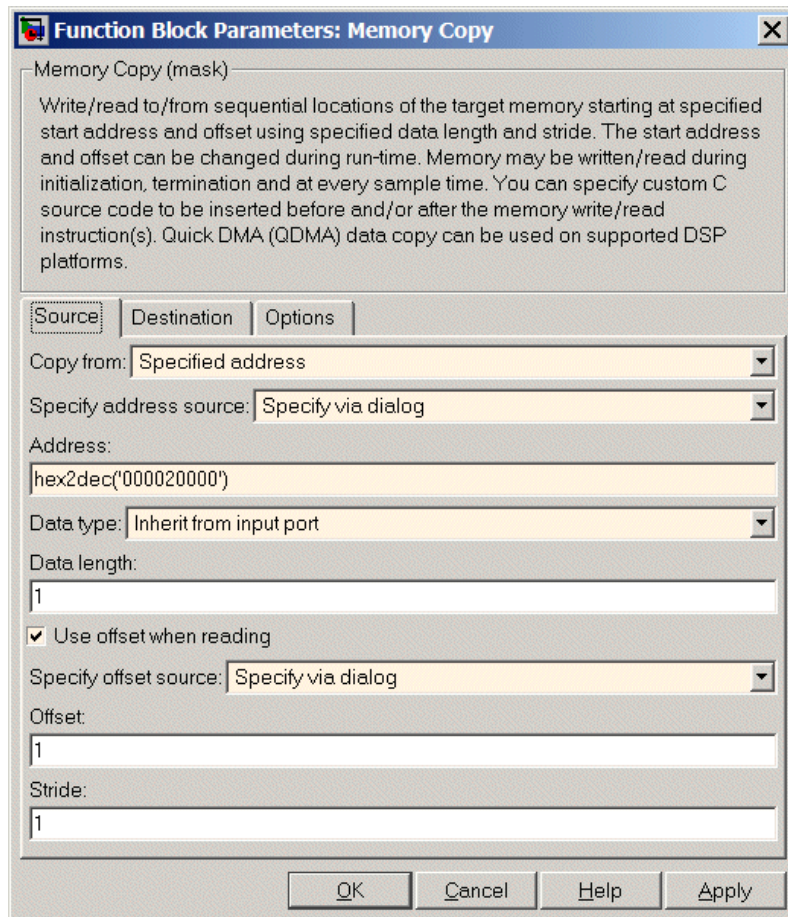 Function Block Parameters: Memory Copy
Memory Copy (mask)
Write/read to/from sequential locations of the target memory starting at specified
start address and offset using specified data length and stride. The start address
and offset can be changed during run-time. Memory may be written/read during
initialization, termination and at every sample time. You can specify custom C
source code to be inserted before and/or after the memory write/read
instruction(s). Quick DMA (QDMA) data copy can be used on supported DSP
platforms.
Source Destination Options
Copy from: Specified address
Specify address source: Specify via dialog
Address:
hex2dec('000020000')
Data type: Inherit from input port
Data length:
1
Use offset when reading
Specify offset source: Specify via dialog
Offset:
1
Stride:
1
OK Cancel Help Apply